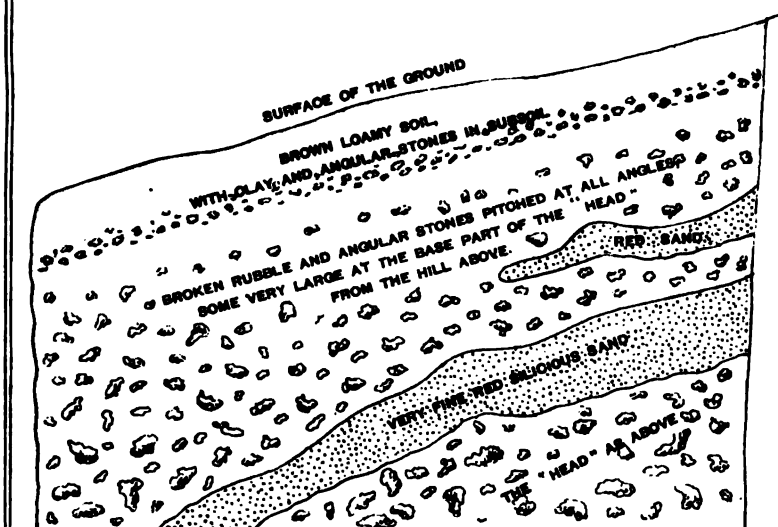 SURFACE OF THE GROUND
BROWN LOAMY SOIL,
WITH CLAY, AND ANGULAR STONES IN SUBSOIL
BROKEN RUBBLE AND ANGULAR STONES PITCHED AT ALL ANGLES,
SOME VERY LARGE AT THE BASE PART OF THE "HEAD"
FROM THE HILL ABOVE.
RED SAND.
VERY FINE RED SILICIOUS SAND
THE "HEAD" AS ABOVE